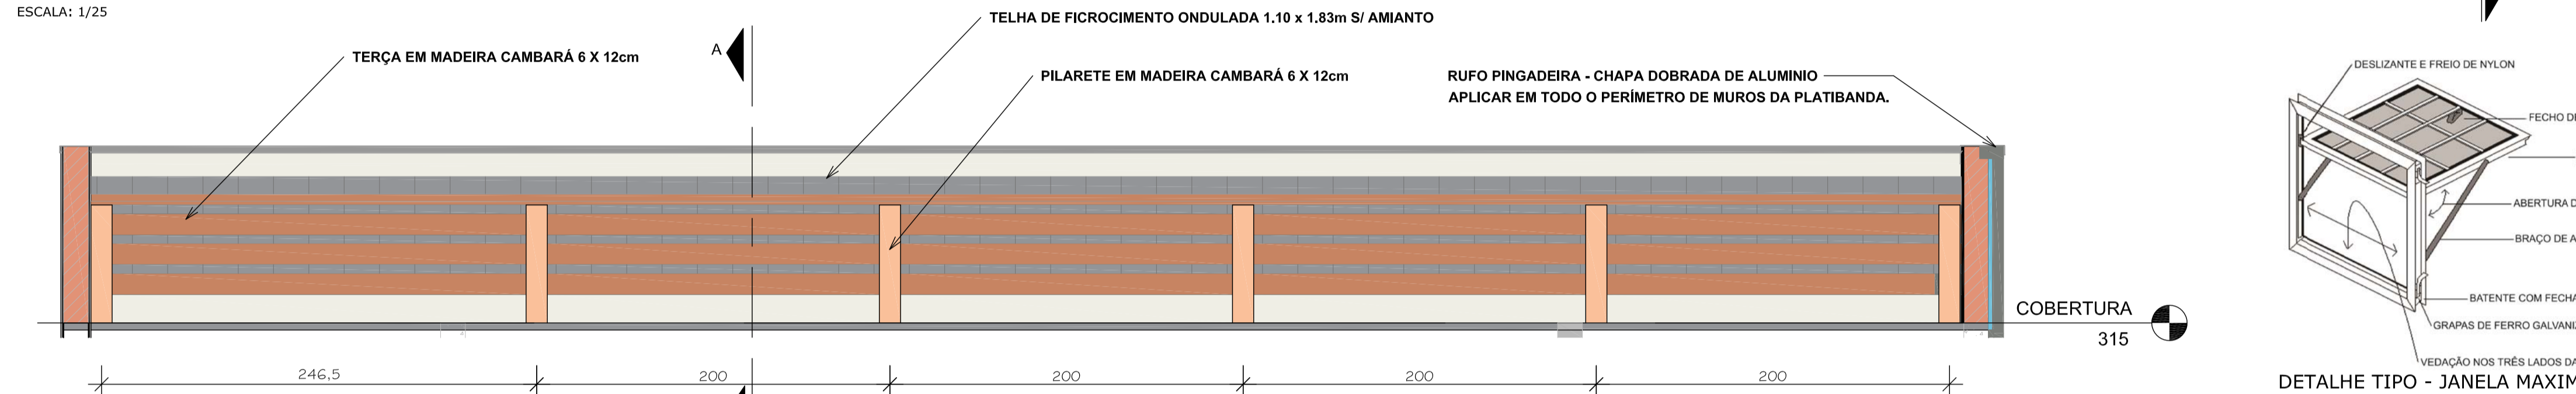 ESCALA: 1/25
TELHA DE FICROCIMENTO ONDULADA 1.10 x 1.83m S/ AMIANTO
TERÇA EM MADEIRA CAMBARÁ 6 X 12cm
A
PILARETE EM MADEIRA CAMBARÁ 6 X 12cm
RUFO PINGADEIRA - CHAPA DOBRADA DE ALUMINIO
APLICAR EM TODO O PERÍMETRO DE MUROS DA PLATIBANDA.
COBERTURA
315
246,5
200
200
200
200
DESLIZANTE E FREIO DE NYLON
FECHO DE
ABERTURA D
BRAÇO DE A
BATENTE COM FECHA
GRAPAS DE FERRO GALVANI
VEDAÇÃO NOS TRÊS LADOS DA
DETALHE TIPO - JANELA MAXIM